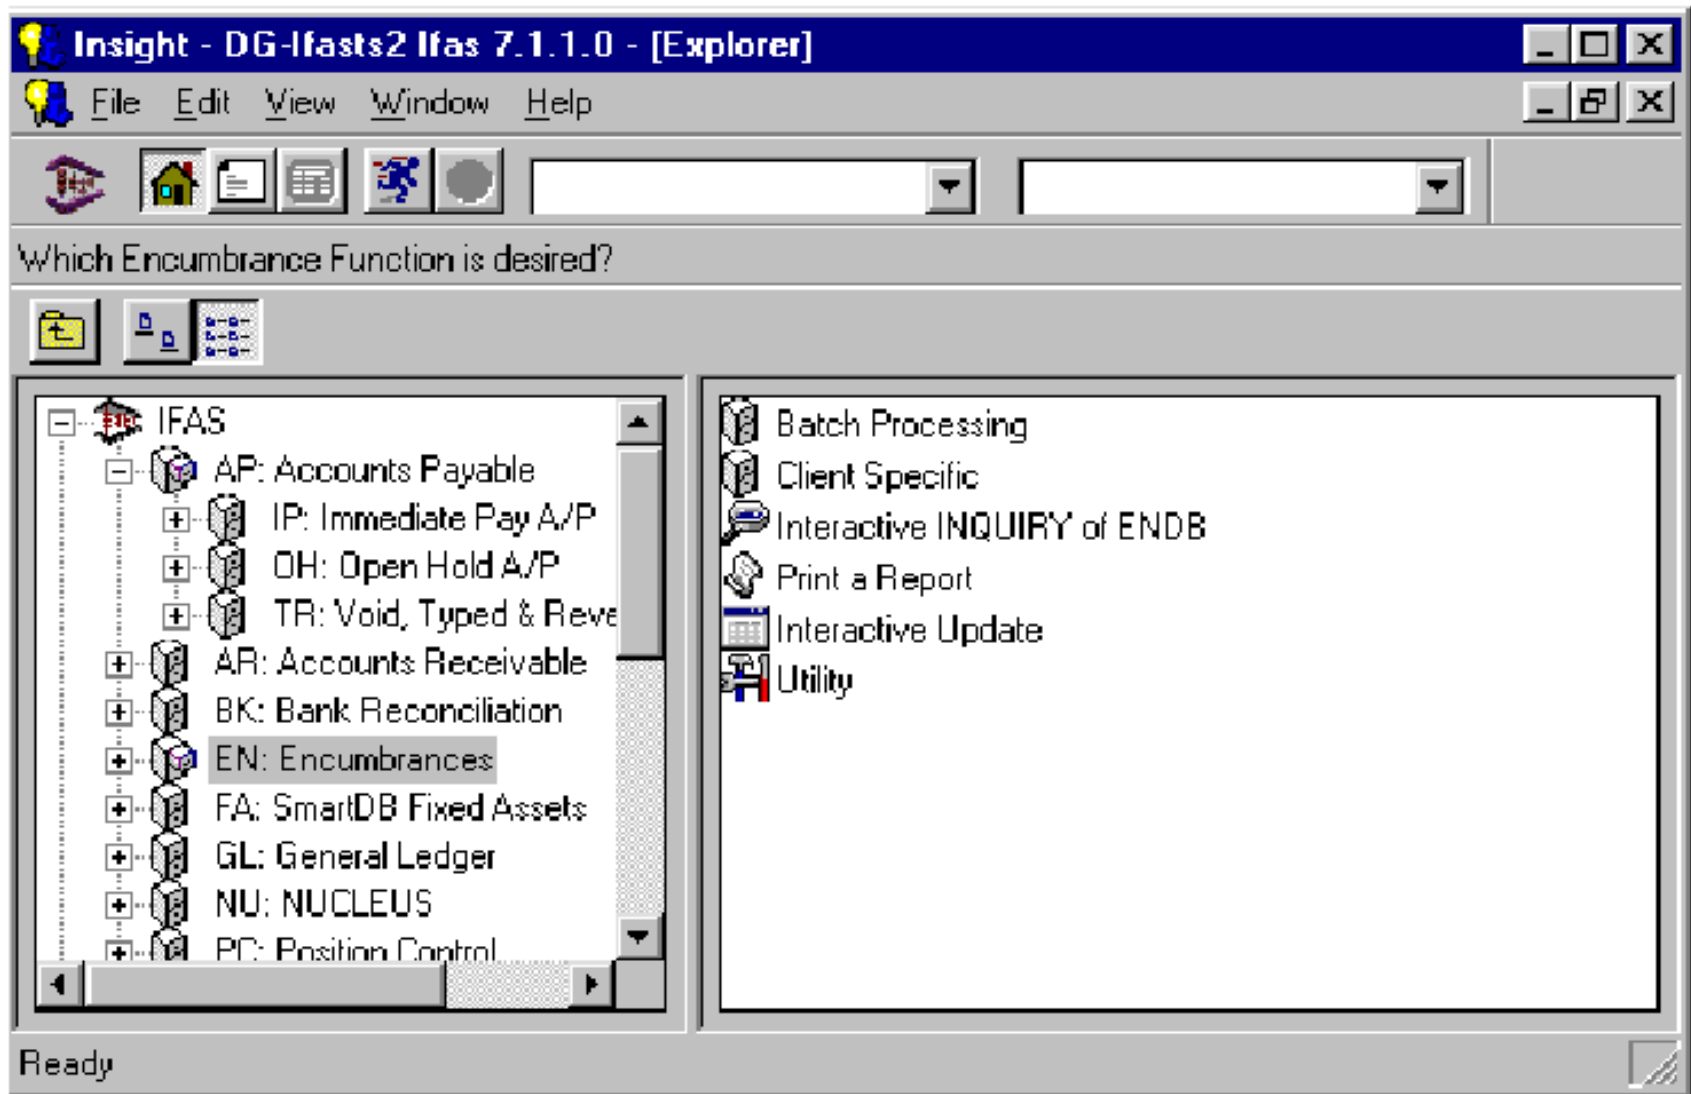 Insight - DG-Ifasts2 Ifas 7.1.1.0 - [Explorer]
File Edit View Window Help
Which Encumbrance Function is desired?
IFAS
AP: Accounts Payable
IP: Immediate Pay A/P
OH: Open Hold A/P
TR: Void, Typed & Reve
AR: Accounts Receivable
BK: Bank Reconciliation
EN: Encumbrances
FA: SmartDB Fixed Assets
GL: General Ledger
NU: NUCLEUS
PC: Position Control
Batch Processing
Client Specific
Interactive INQUIRY of ENDB
Print a Report
Interactive Update
Utility
Ready